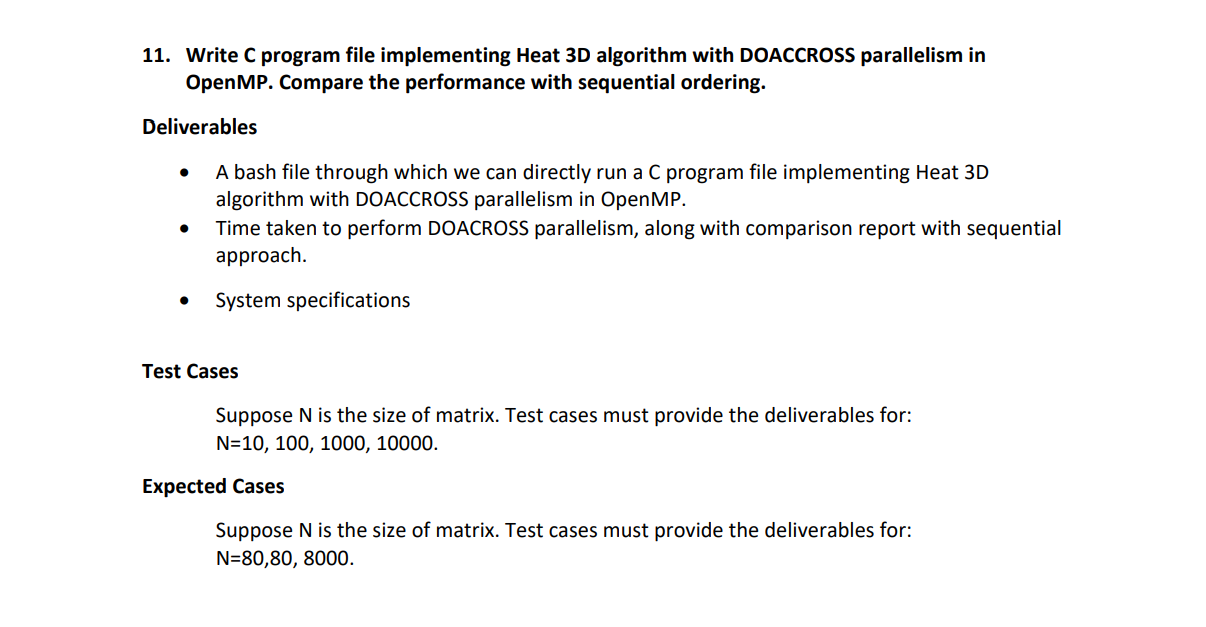 11. Write C program file implementing Heat 3D algorithm with DOACCROSS parallelism in
OpenMP. Compare the performance with sequential ordering.
Deliverables
• A bash file through which we can directly run a C program file implementing Heat 3D
algorithm with DOACCROSS parallelism in OpenMP.
• Time taken to perform DOACROSS parallelism, along with comparison report with sequential
approach.
• System specifications
Test Cases
Suppose N is the size of matrix. Test cases must provide the deliverables for:
N=10, 100, 1000, 10000.
Expected Cases
Suppose N is the size of matrix. Test cases must provide the deliverables for:
N=80,80, 8000.